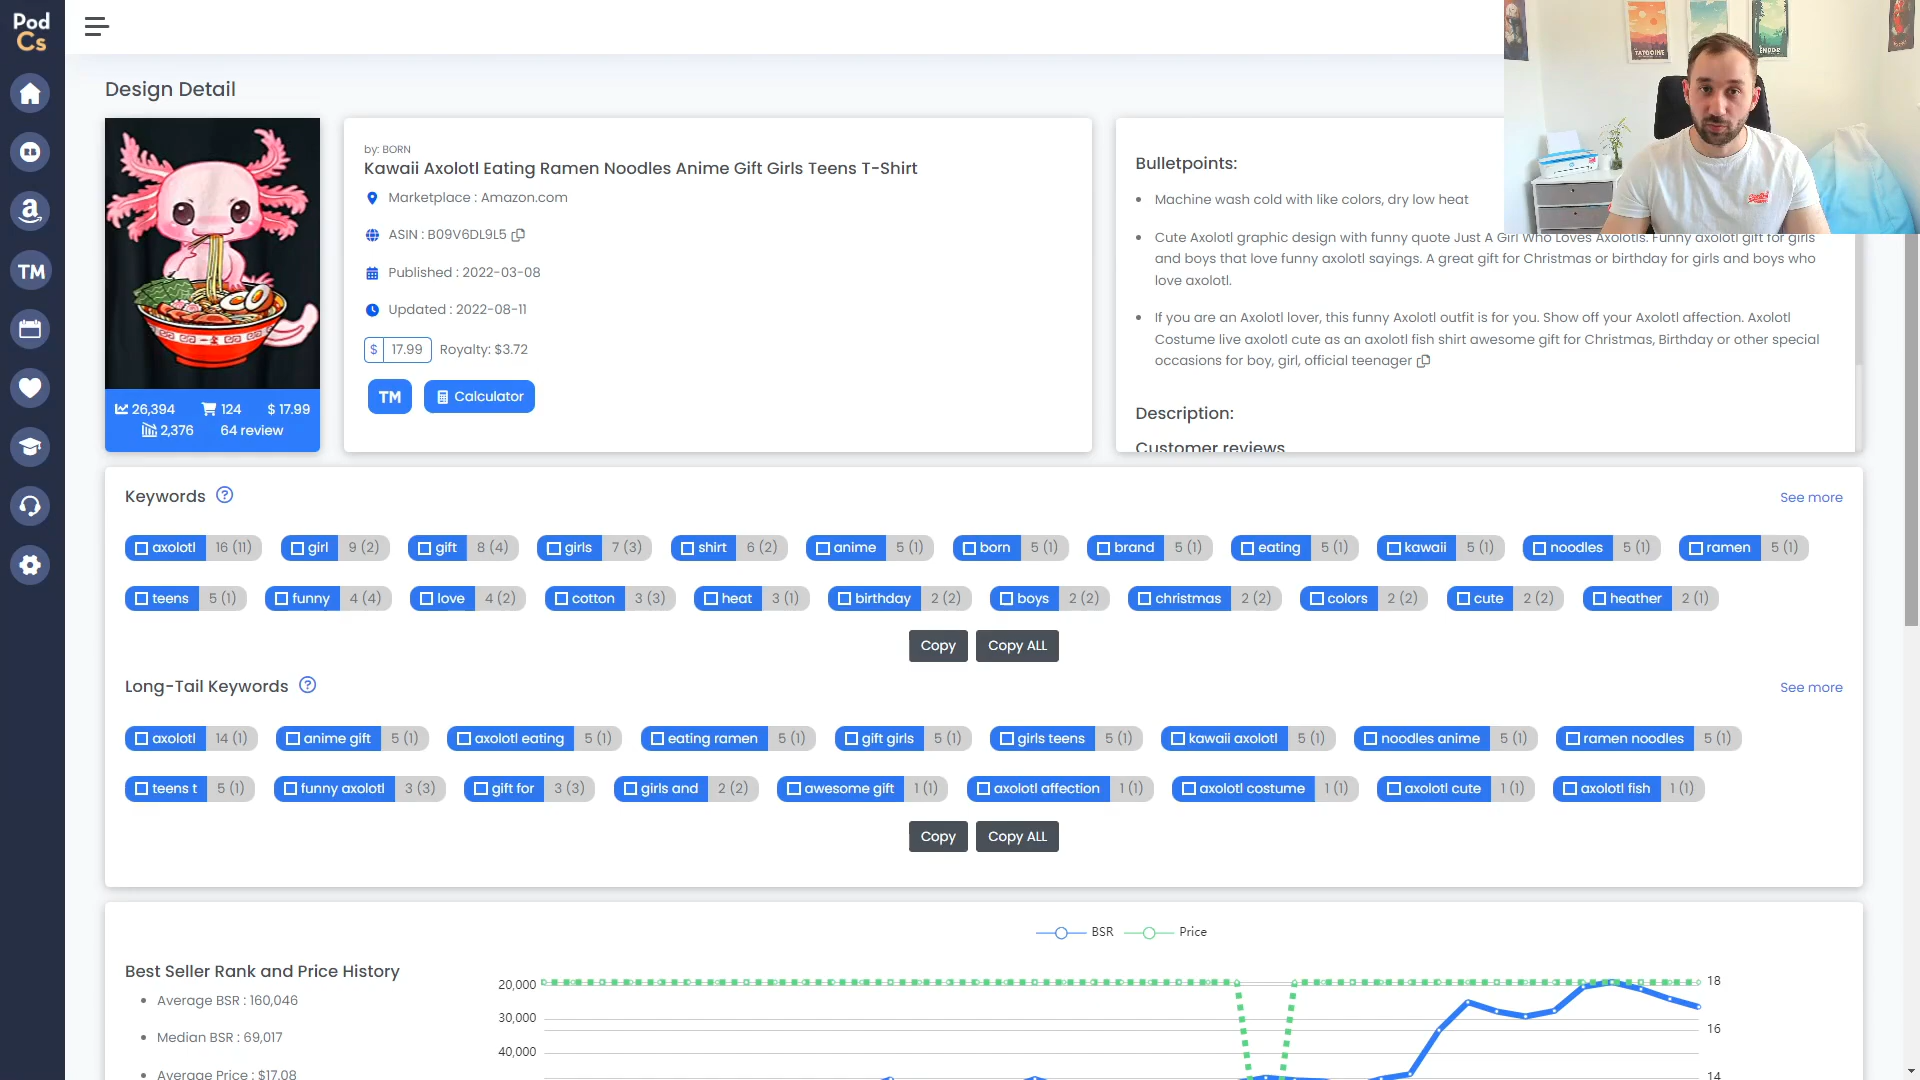 Pod
Cs
RB
a
TM
Design Detail
by: BORN
Kawaii Axolotl Eating Ramen Noodles Anime Gift Girls Teens T-Shirt
Marketplace : Amazon.com
ASIN : B09V6DL9L5
Published : 2022-03-08
Updated : 2022-08-11
$ 17.99 Royalty: $3.72
TM Calculator
26,394 124 $ 17.99
2,376 64 review
Bulletpoints:
Machine wash cold with like colors, dry low heat
Cute Axolotl graphic design with funny quote Just A Girl Who Loves Axolotls. Funny axolotl gift for girls
and boys that love funny axolotl sayings. A great gift for Christmas or birthday for girls and boys who
love axolotl.
If you are an Axolotl lover, this funny Axolotl outfit is for you. Show off your Axolotl affection. Axolotl
Costume live axolotl cute as an axolotl fish shirt awesome gift for Christmas, Birthday or other special
occasions for boy, girl, official teenager
Description:
Customer reviews
TATOOINE
ENDOR
Keywords ? See more
axolotl 16 (11) girl 9 (2) gift 8 (4) girls 7 (3) shirt 6 (2) anime 5 (1) born 5 (1) brand 5 (1) eating 5 (1) kawaii 5 (1) noodles 5 (1) ramen 5 (1)
teens 5 (1) funny 4 (4) love 4 (2) cotton 3 (3) heat 3 (1) birthday 2 (2) boys 2 (2) christmas 2 (2) colors 2 (2) cute 2 (2) heather 2 (1)
Copy Copy ALL
Long-Tail Keywords ? See more
axolotl 14 (1) anime gift 5 (1) axolotl eating 5 (1) eating ramen 5 (1) gift girls 5 (1) girls teens 5 (1) kawaii axolotl 5 (1) noodles anime 5 (1) ramen noodles 5 (1)
teens t 5 (1) funny axolotl 3 (3) gift for 3 (3) girls and 2 (2) awesome gift 1 (1) axolotl affection 1 (1) axolotl costume 1 (1) axolotl cute 1 (1) axolotl fish 1 (1)
Copy Copy ALL
BSR Price
Best Seller Rank and Price History
Average BSR : 160,046
Median BSR : 69,017
Average Price : $17.08
20,000
30,000
40,000
18
16
14